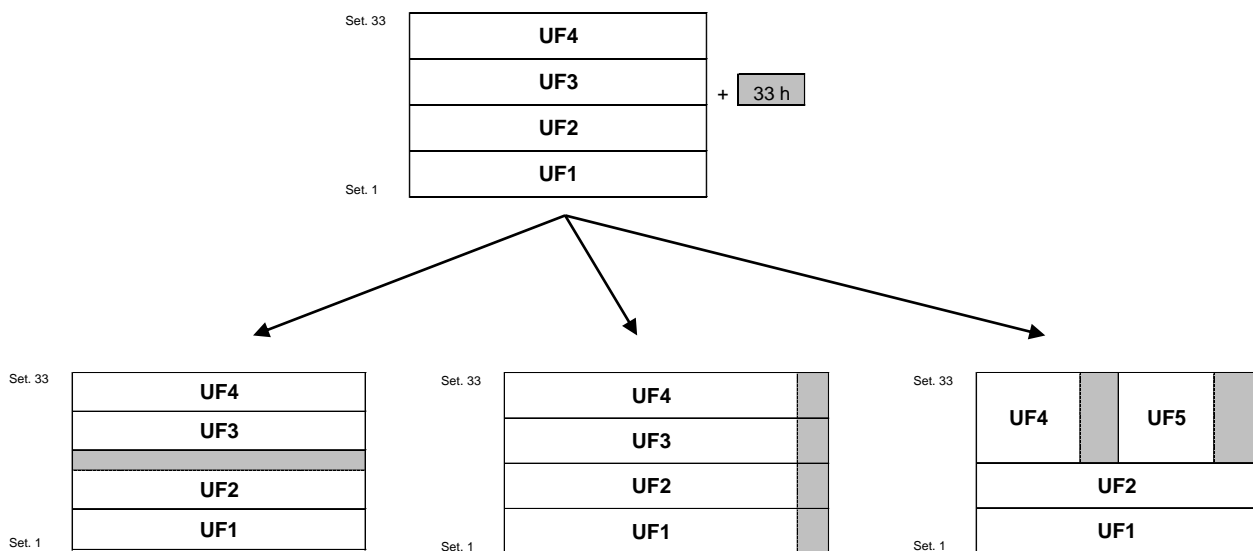 Set. 33
UF4
UF3
+ 33 h
UF2
UF1
Set. 1
Set. 33
UF4
UF3
UF2
UF1
Set. 1
Set. 33
UF4
UF3
UF2
UF1
Set. 1
Set. 33
UF4 UF5
UF2
UF1
Set. 1